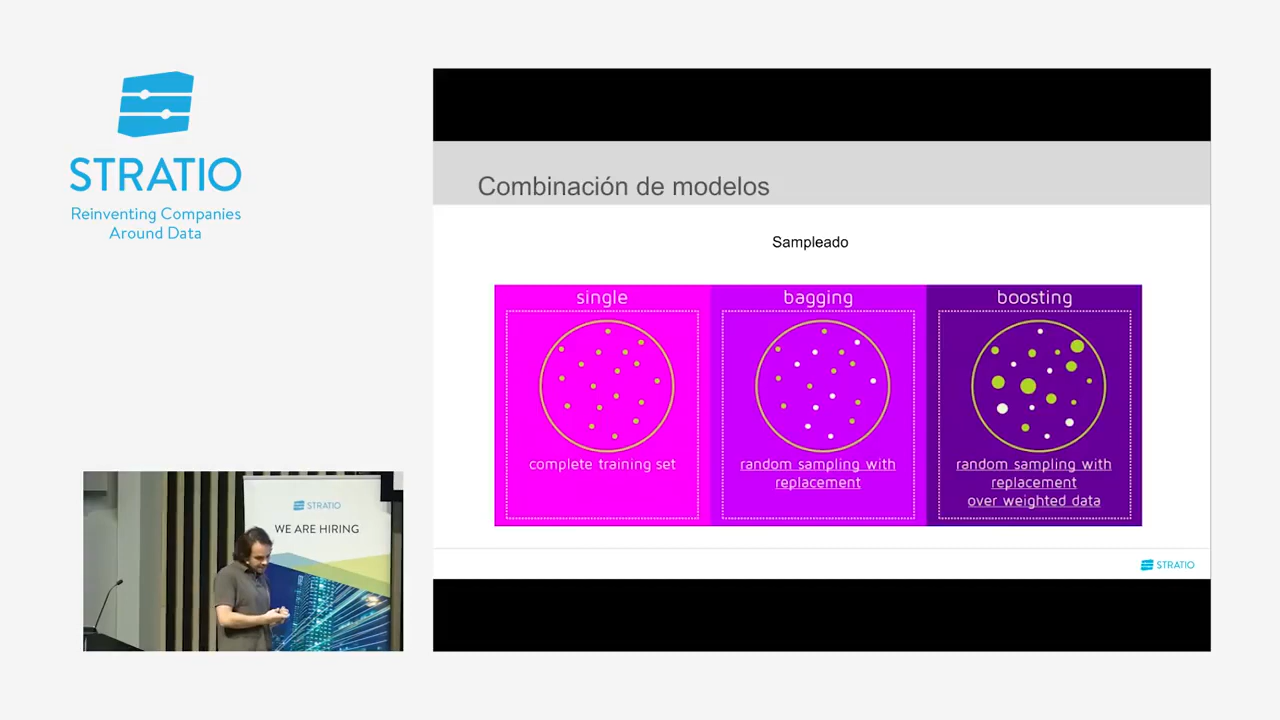 STRATIO
Reinventing Companies
Around Data
Combinación de modelos
Sampleado
single
complete training set
bagging
random sampling with
replacement
boosting
random sampling with
replacement
over weighted data
STRATIO
STRATIO
WE ARE HIRING